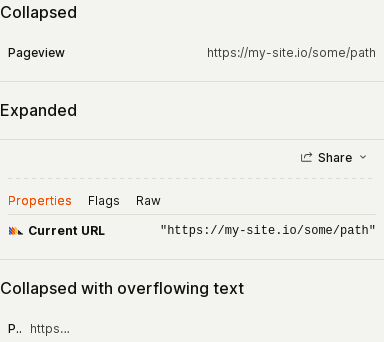 Collapsed
Pageview https://my-site.io/some/path
Expanded
Share
Properties Flags Raw
Current URL "https://my-site.io/some/path"
Collapsed with overflowing text
P.. https...